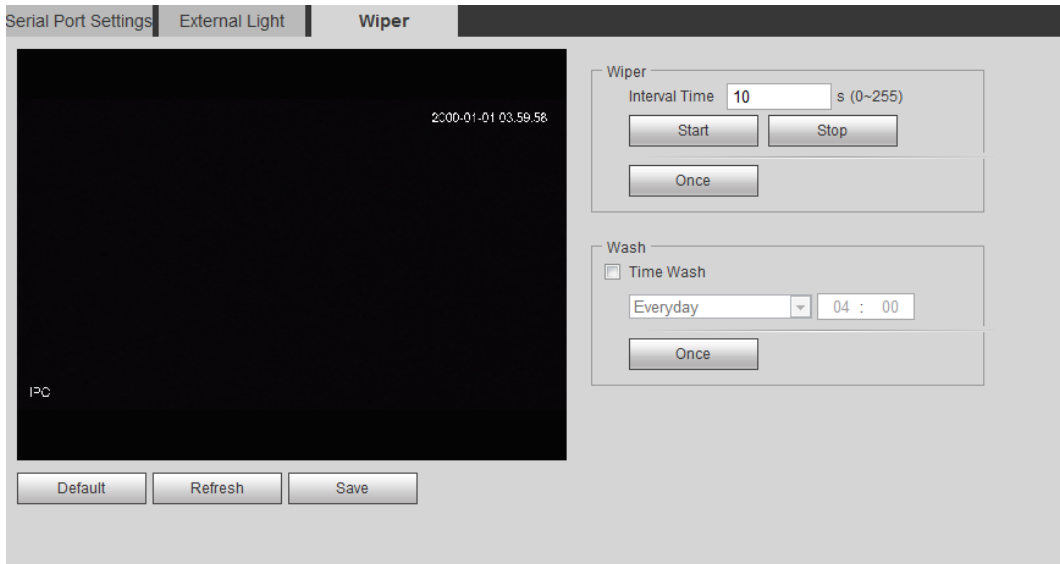 Serial Port Settings External Light Wiper
2000-01-01 03:59:58
IPC
Default Refresh Save
Wiper
Interval Time 10 s (0~255)
Start Stop
Once
Wash
Time Wash
Everyday 04 : 00
Once